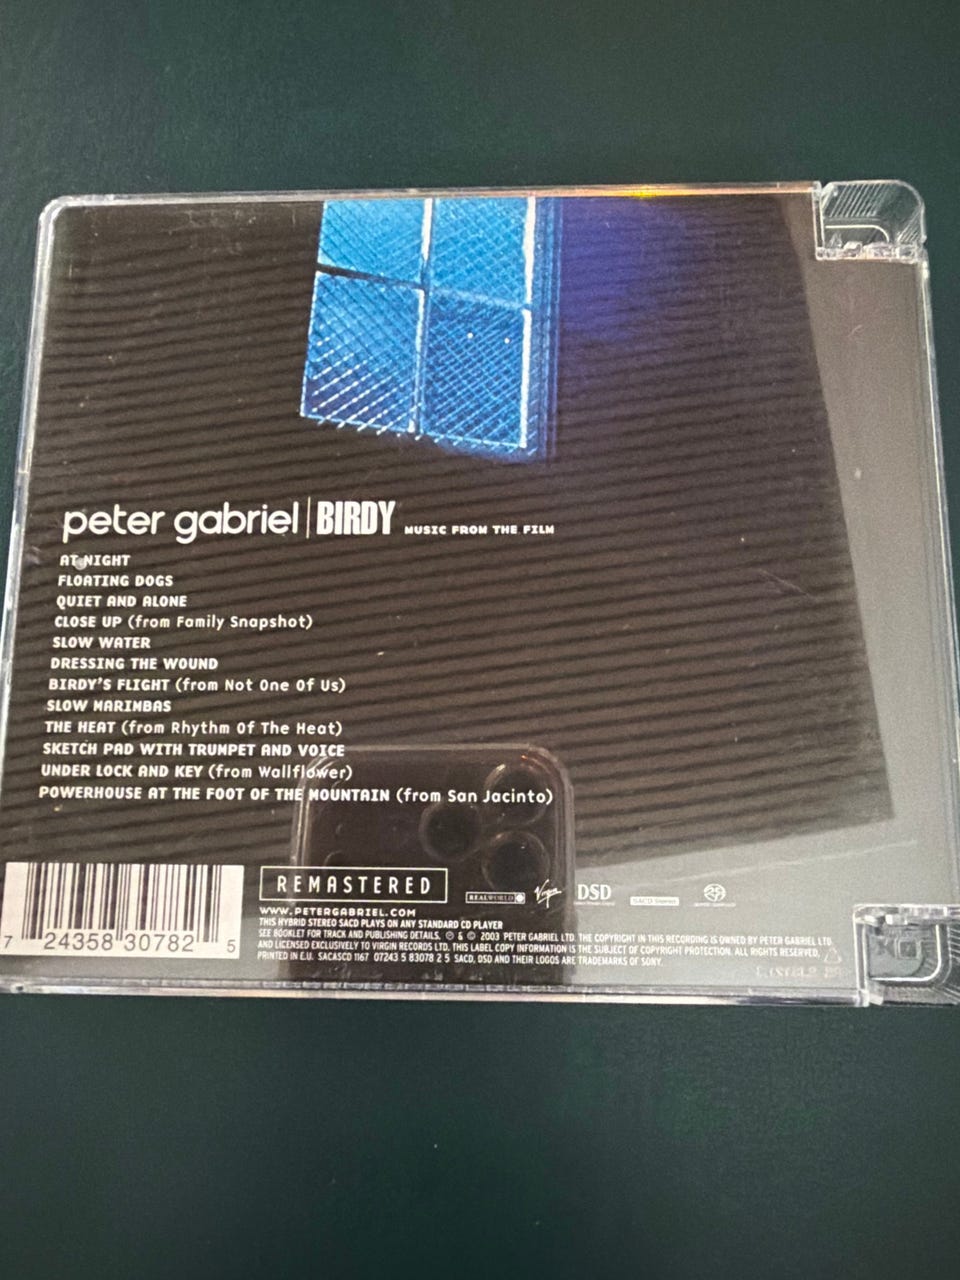 peter gabriel | BIRDY MUSIC FROM THE FILM
AT NIGHT
FLOATING DOGS
QUIET AND ALONE
CLOSE UP (from Family Snapshot)
SLOW WATER
DRESSING THE WOUND
BIRDY'S FLIGHT (from Not One Of Us)
SLOW MARIMBAS
THE HEAT (from Rhythm Of The Heat)
SKETCH PAD WITH TRUMPET AND VOICE
UNDER LOCK AND KEY (from Wallflower)
POWERHOUSE AT THE FOOT OF THE MOUNTAIN (from San Jacinto)
7 24358 30782 5
REMASTERED
REALWORLD
Virgin
DSD
SACD Stereo
WWW.PETERGABRIEL.COM
THIS HYBRID STEREO SACD PLAYS ON ANY STANDARD CD PLAYER
SEE BOOKLET FOR TRACK AND PUBLISHING DETAILS. ℗ & © 2003 PETER GABRIEL LTD. THE COPYRIGHT IN THIS RECORDING IS OWNED BY PETER GABRIEL LTD.
AND LICENSED EXCLUSIVELY TO VIRGIN RECORDS LTD. THIS LABEL COPY INFORMATION IS THE SUBJECT OF COPYRIGHT PROTECTION. ALL RIGHTS RESERVED.
PRINTED IN E.U. SACASCD 1167 07243 5 83078 2 5 SACD, DSD AND THEIR LOGOS ARE TRADEMARKS OF SONY.